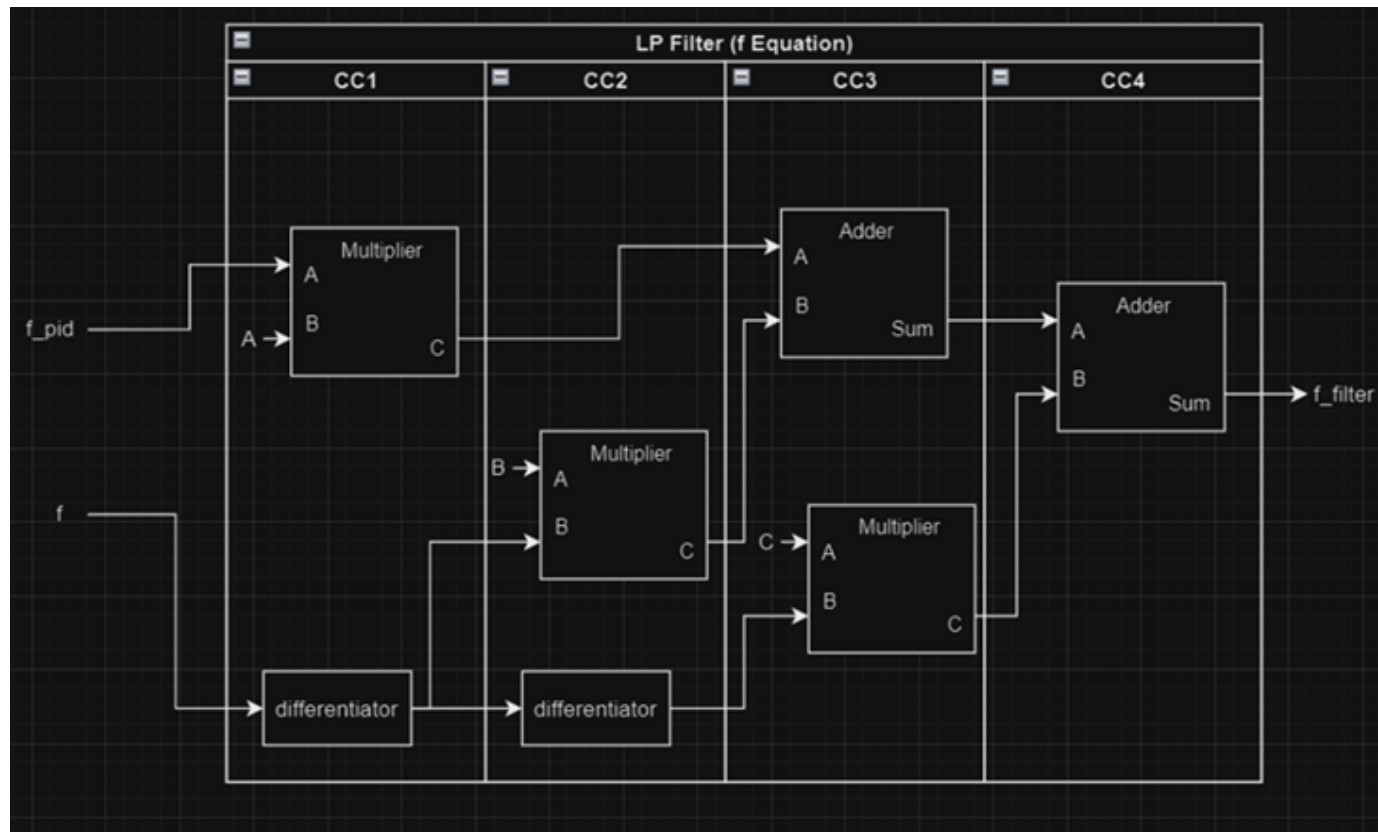 LP Filter (f Equation)
CC1
CC2
CC3
CC4
f_pid
A
Multiplier
A
B
C
f
differentiator
B
Multiplier
A
B
C
differentiator
Adder
A
B
Sum
C
Multiplier
A
B
C
Adder
A
B
Sum
f_filter